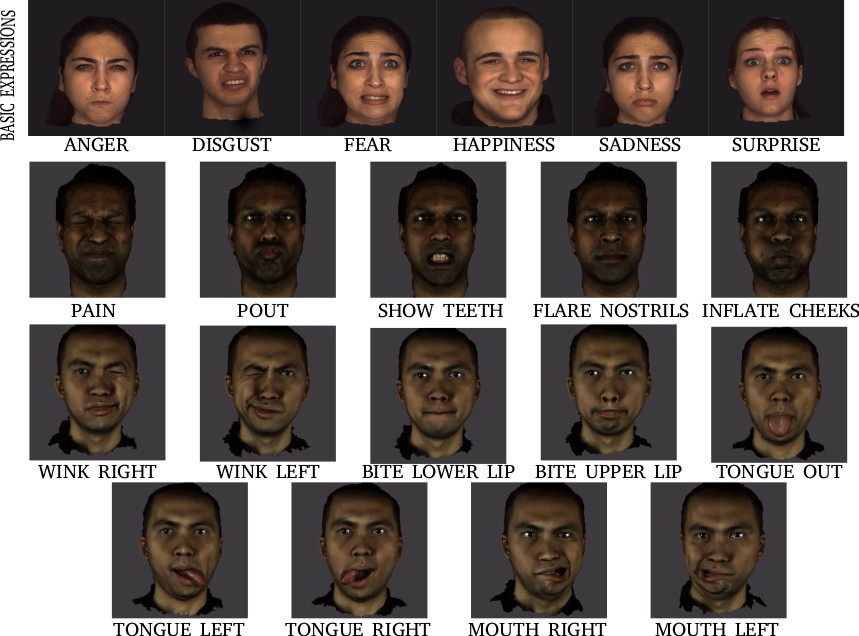 BASIC EXPRESSIONS
ANGER DISGUST FEAR HAPPINESS SADNESS SURPRISE
PAIN POUT SHOW TEETH FLARE NOSTRILS INFLATE CHEEKS
WINK RIGHT WINK LEFT BITE LOWER LIP BITE UPPER LIP TONGUE OUT
TONGUE LEFT TONGUE RIGHT MOUTH RIGHT MOUTH LEFT